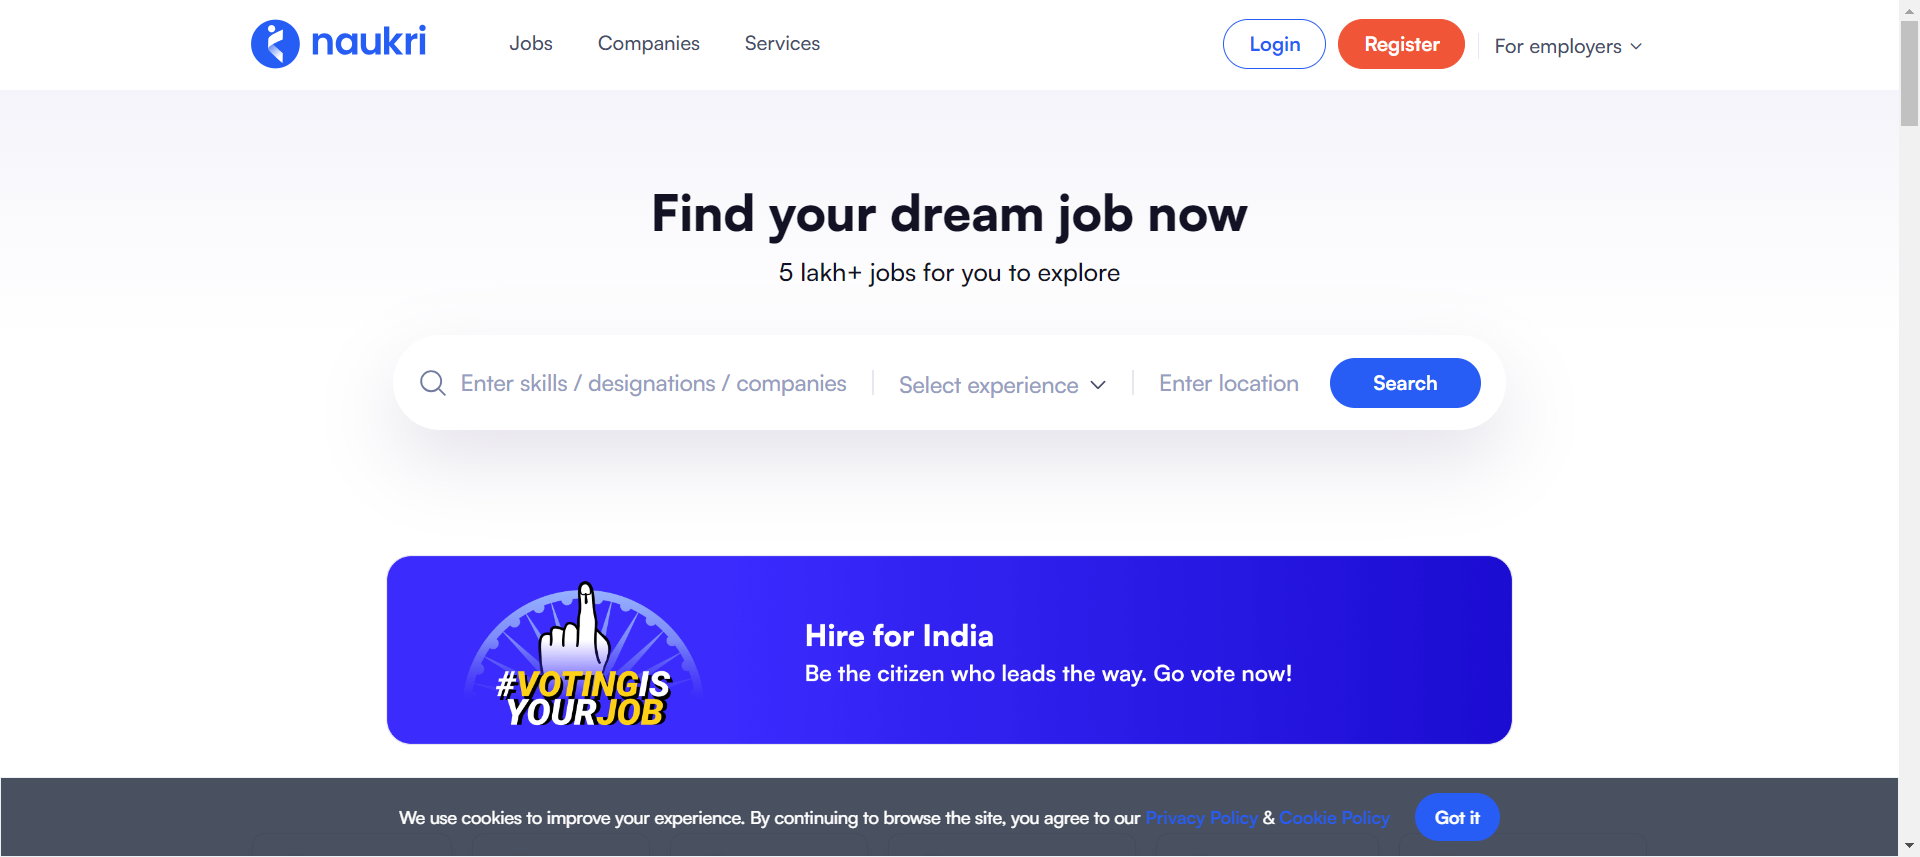 naukri
Jobs Companies Services
Login Register For employers
Find your dream job now
5 lakh+ jobs for you to explore
Enter skills / designations / companies Select experience Enter location Search
#VOTINGIS
YOURJOB
Hire for India
Be the citizen who leads the way. Go vote now!
We use cookies to improve your experience. By continuing to browse the site, you agree to our Privacy Policy & Cookie Policy Got it